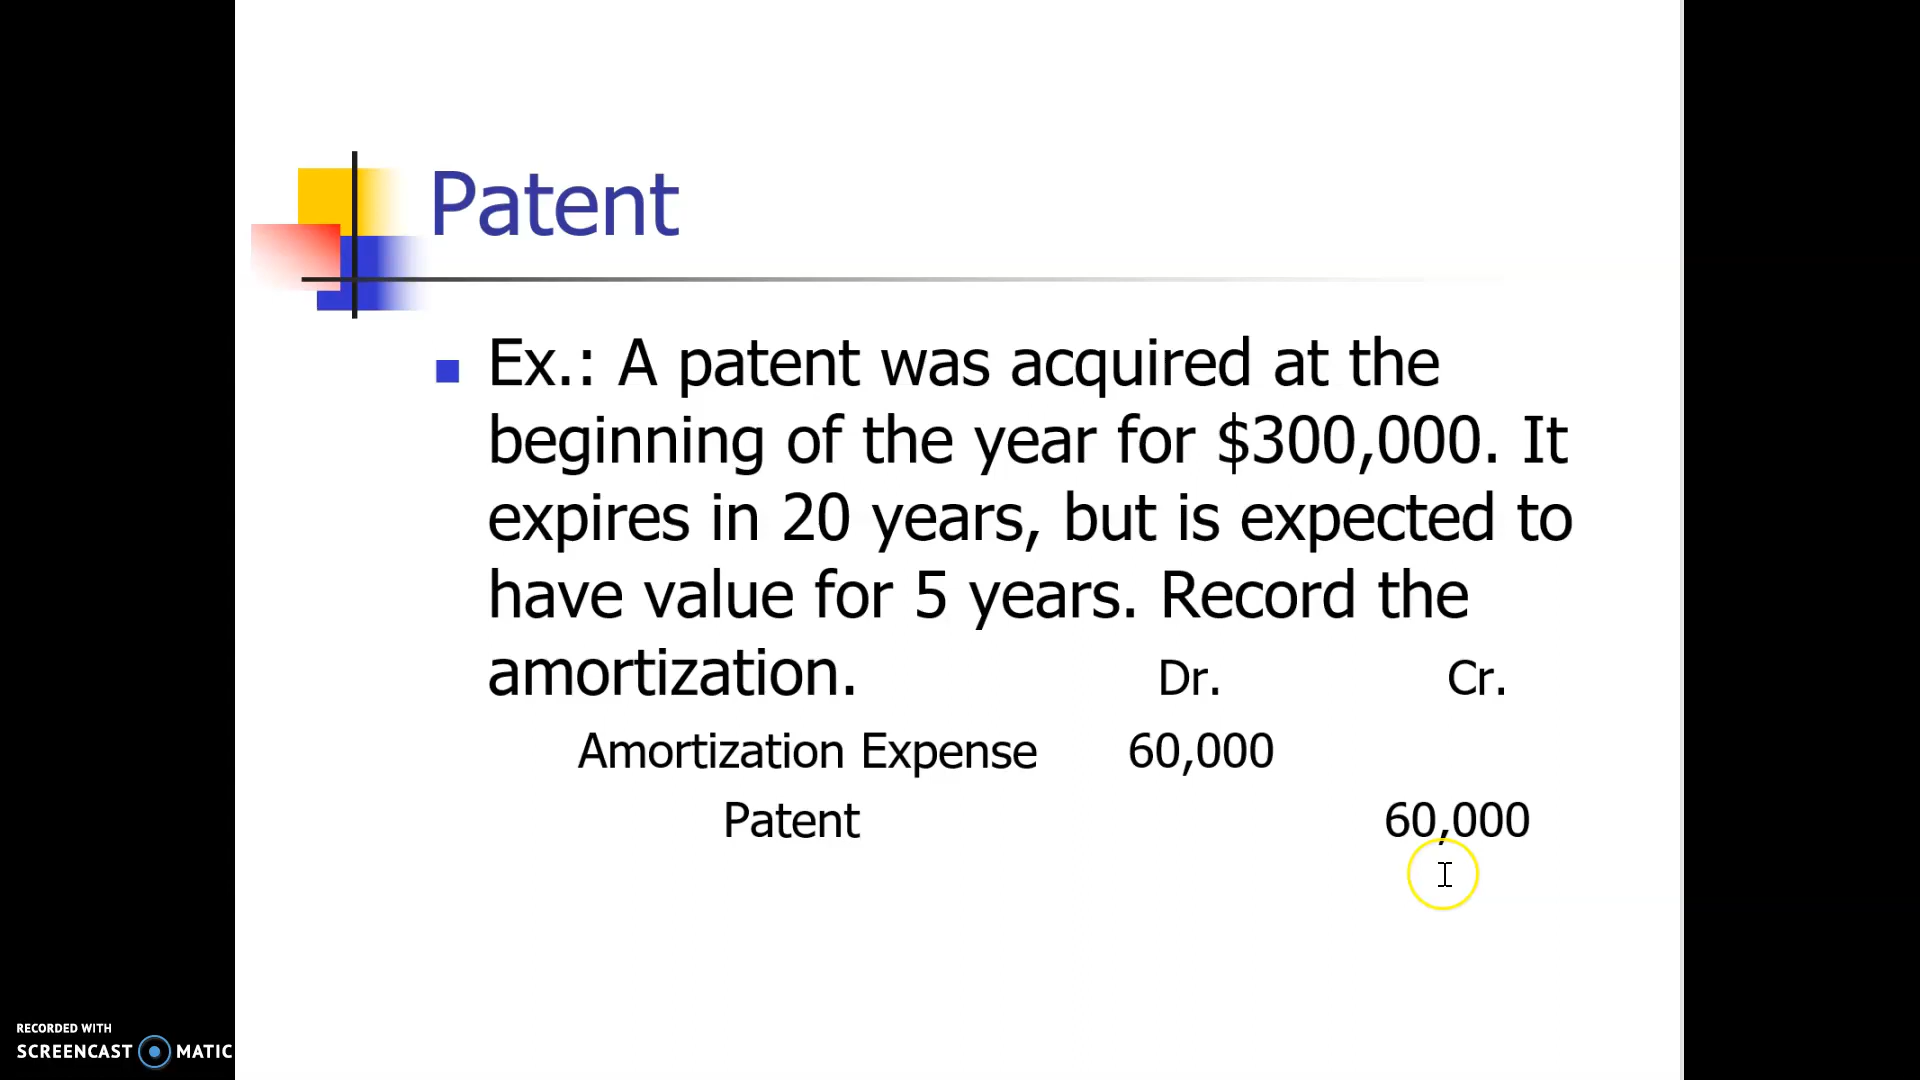 Patent
Ex.: A patent was acquired at the
beginning of the year for $300,000. It
expires in 20 years, but is expected to
have value for 5 years. Record the
amortization. Dr. Cr.
Amortization Expense 60,000
Patent 60,000
RECORDED WITH
SCREENCAST MATIC